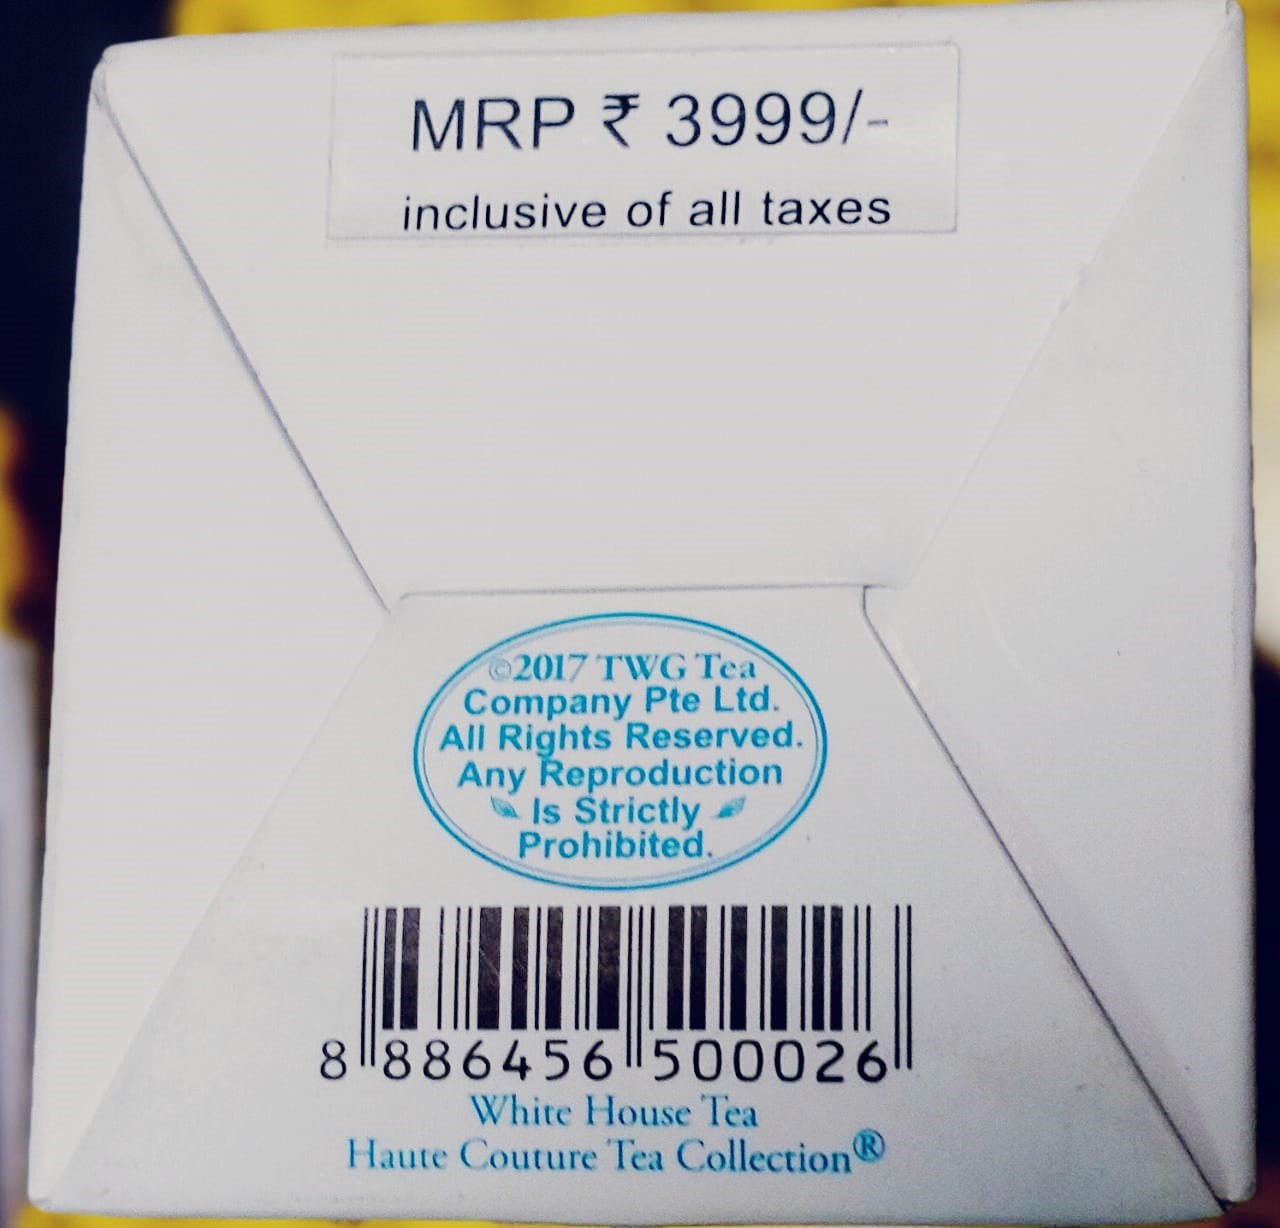 MRP ₹ 3999/-
inclusive of all taxes
©2017 TWG Tea
Company Pte Ltd.
All Rights Reserved.
Any Reproduction
Is Strictly
Prohibited.
8 886456 500026
White House Tea
Haute Couture Tea Collection®